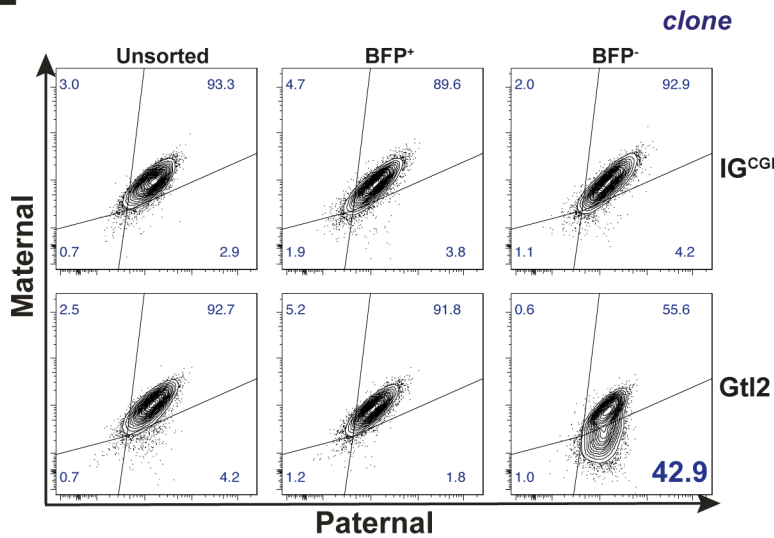 clone
Unsorted BFP⁺ BFP⁻
3.0 93.3 4.7 89.6 2.0 92.9
IGᶜᴳᴵ
0.7 2.9 1.9 3.8 1.1 4.2
Maternal
2.5 92.7 5.2 91.8 0.6 55.6
Gtl2
0.7 4.2 1.2 1.8 1.0 42.9
Paternal